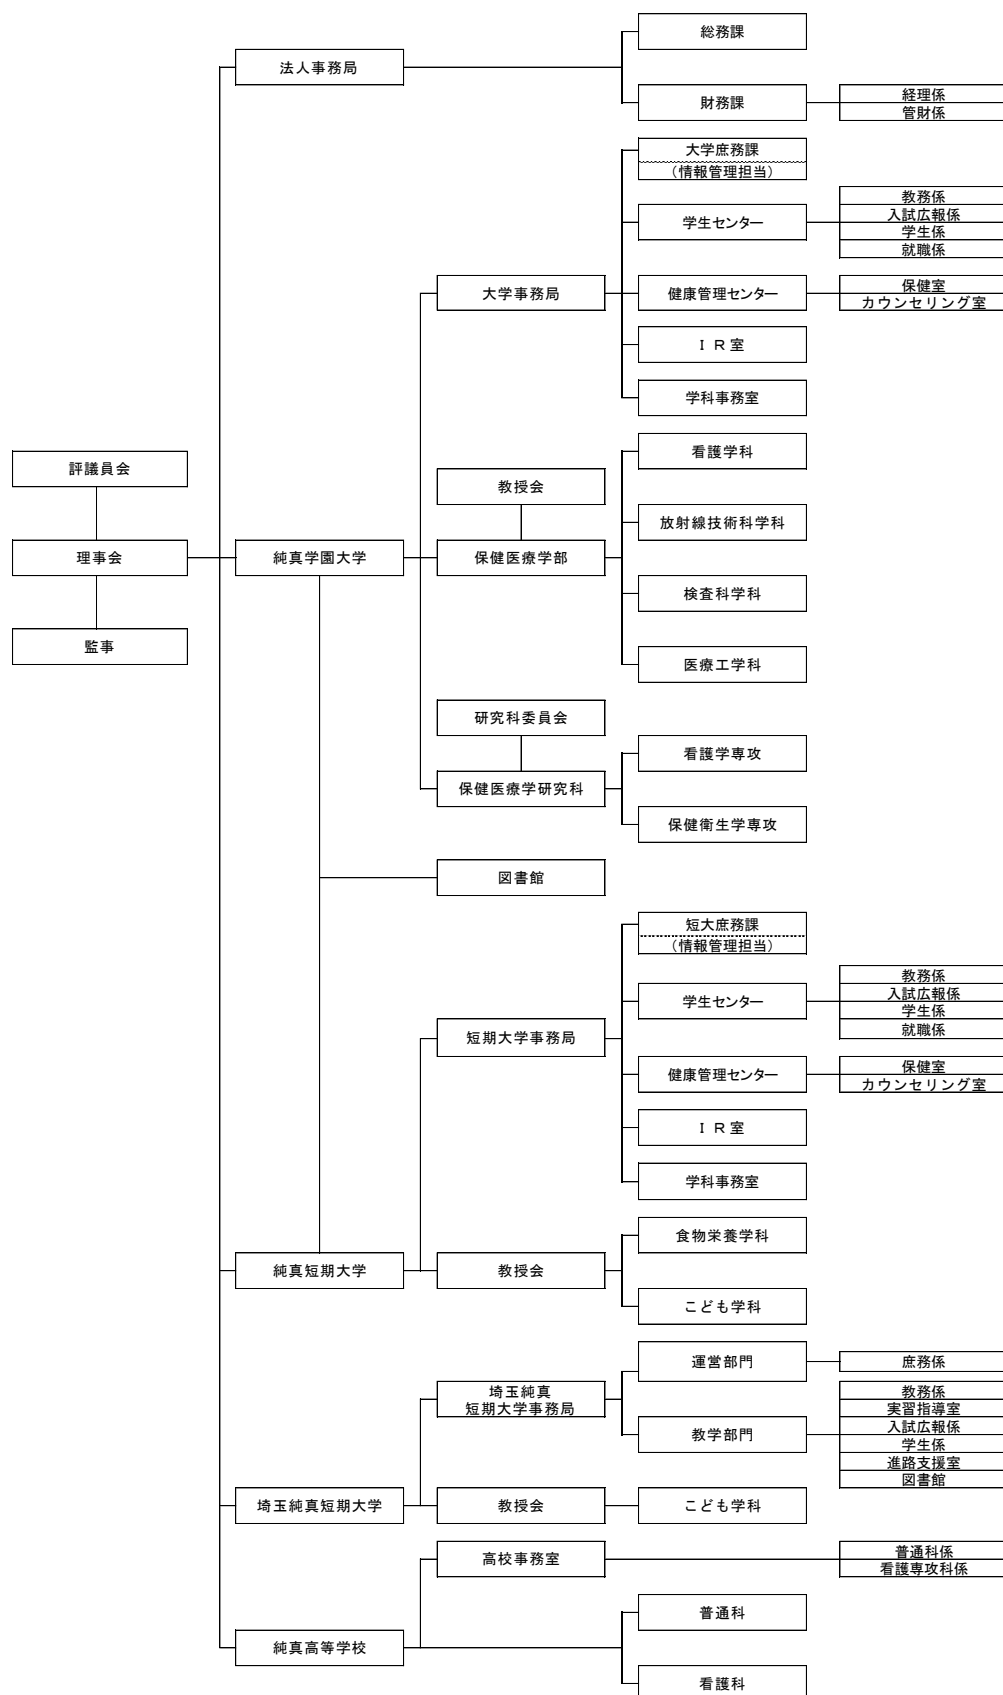 総務課
法人事務局
財務課
経理係
管財係
大学庶務課
（情報管理担当）
学生センター
教務係
入試広報係
学生係
就職係
大学事務局
健康管理センター
保健室
カウンセリング室
ＩＲ室
学科事務室
評議員会
教授会
看護学科
放射線技術科学科
理事会
純真学園大学
保健医療学部
検査科学科
監事
医療工学科
研究科委員会
看護学専攻
保健医療学研究科
保健衛生学専攻
図書館
短大庶務課
（情報管理担当）
学生センター
教務係
入試広報係
学生係
就職係
短期大学事務局
健康管理センター
保健室
カウンセリング室
ＩＲ室
学科事務室
食物栄養学科
純真短期大学
教授会
こども学科
運営部門
庶務係
埼玉純真
短期大学事務局
教学部門
教務係
実習指導室
入試広報係
学生係
進路支援室
図書館
埼玉純真短期大学
教授会
こども学科
高校事務室
普通科係
看護専攻科係
普通科
純真高等学校
看護科